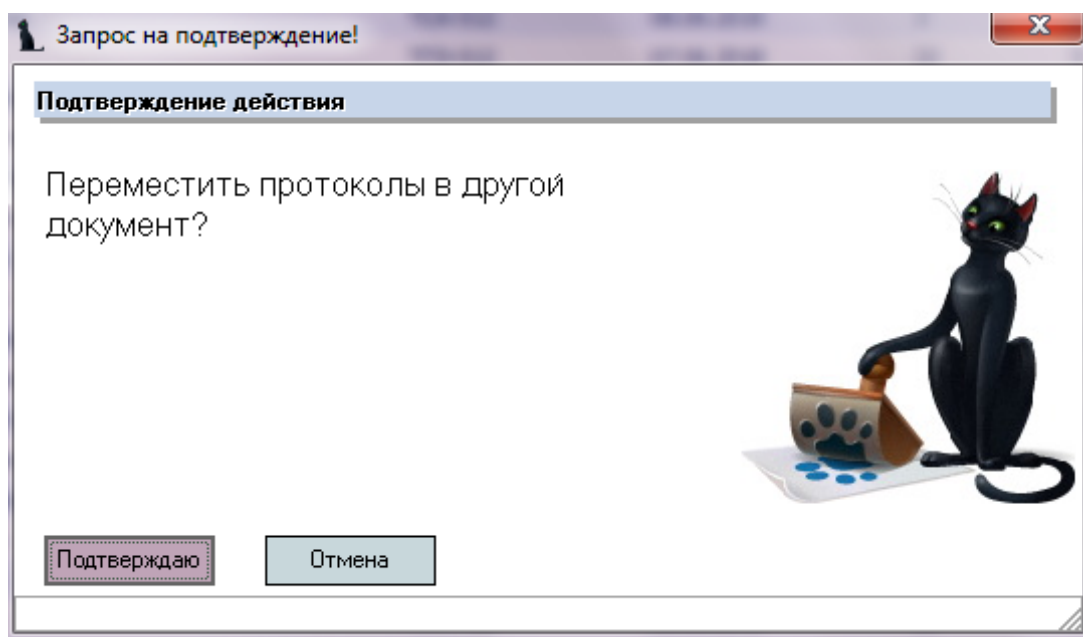 Запрос на подтверждение!
Подтверждение действия
Переместить протоколы в другой
документ?
Подтверждаю
Отмена